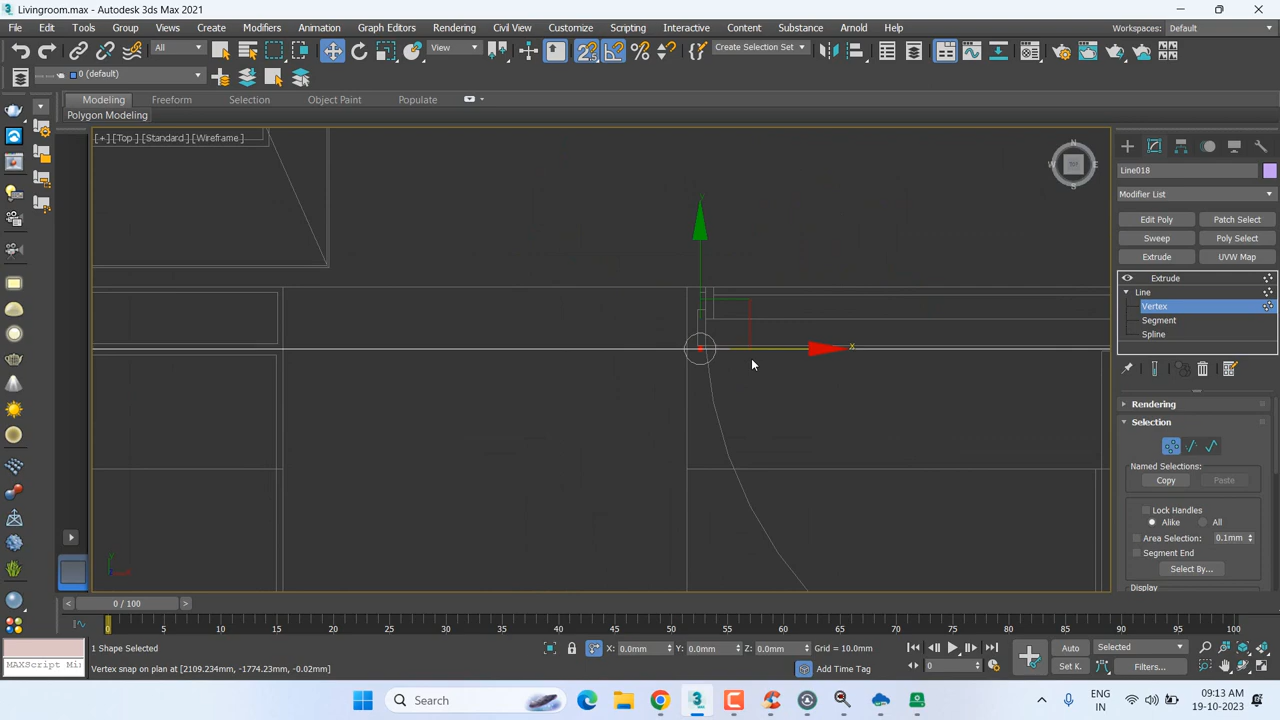 Livingroom.max - Autodesk 3ds Max 2021
File Edit Tools Group Views Create Modifiers Animation Graph Editors Rendering Civil View Customize Scripting Interactive Content Substance Arnold Help Workspaces: Default
All View Create Selection Set
0 (default)
Modeling Freeform Selection Object Paint Populate
Polygon Modeling
[+] [Top ] [Standard ] [Wireframe ]
N
W E
S
x
y
Line018
Modifier List
Edit Poly Patch Select
Sweep Poly Select
Extrude UVW Map
Extrude
Line
Vertex
Segment
Spline
Rendering
Selection
Named Selections:
Copy Paste
Lock Handles
Alike All
Area Selection: 0.1mm
Segment End
Select By...
Display
< 0 / 100 >
0 5 10 15 20 25 30 35 40 45 50 55 60 65 70 75 80 85 90 95 100
1 Shape Selected X: 0.0mm Y: 0.0mm Z: 0.0mm Grid = 10.0mm Auto Selected
MAXScript Mi Vertex snap on plane at [2109.234mm, -1774.23mm, -0.02mm] Add Time Tag 0 Set K. Filters...
Search
ENG
IN
09:13 AM
19-10-2023